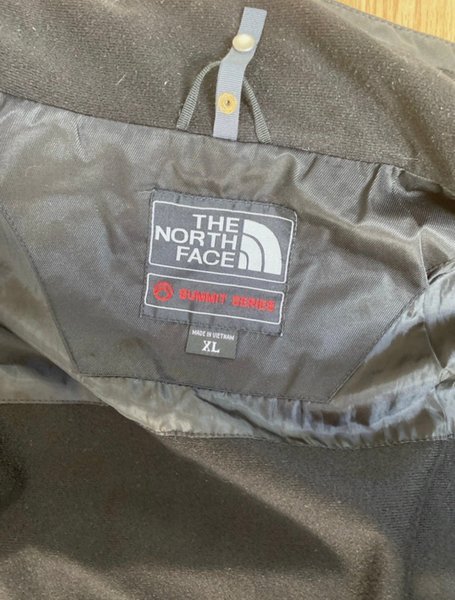 THE
NORTH
FACE
SUMMIT SERIES
MADE IN VIETNAM
XL